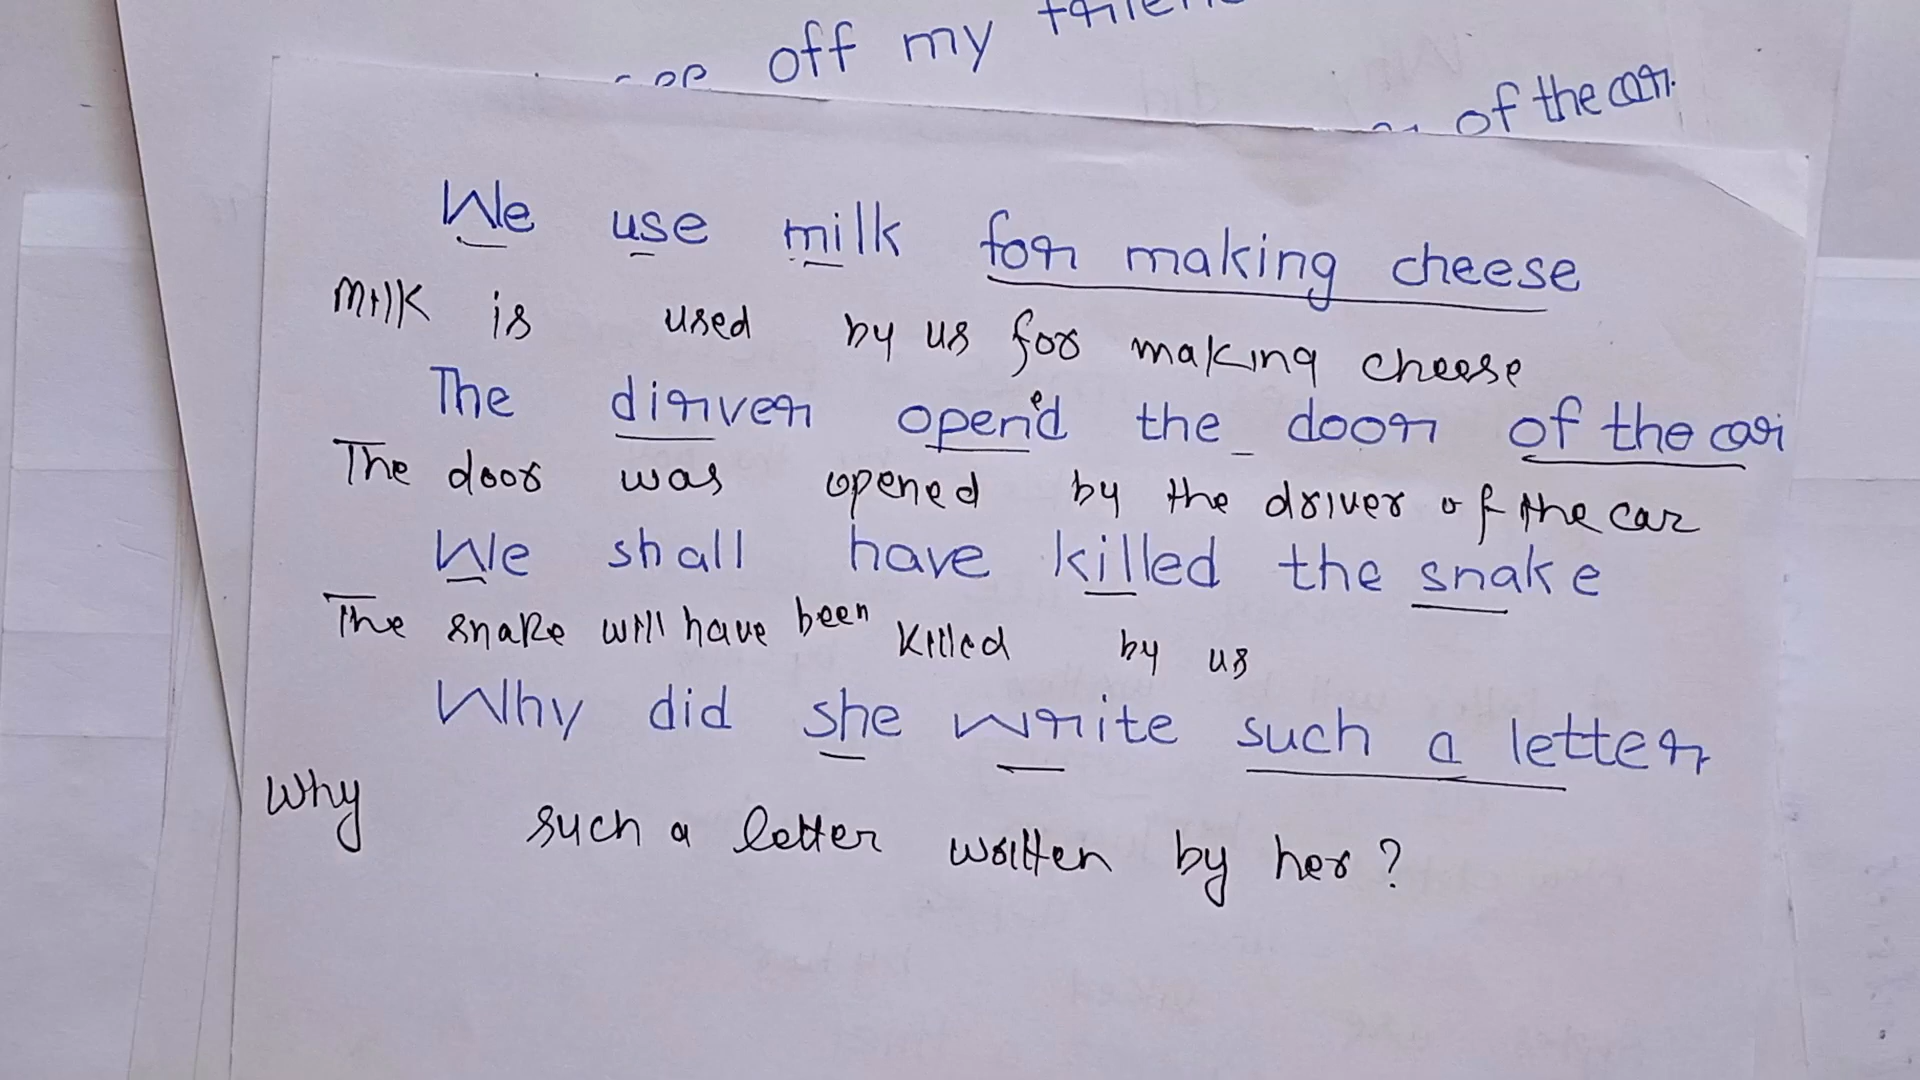 off my
of the car.
We use milk for making cheese
Milk is used by us for making cheese
The dirver opened the door of the car
The door was opened by the driver of the car
We shall have killed the snake
The snake will have been killed by us
Why did she write such a letter
Why such a letter written by her?